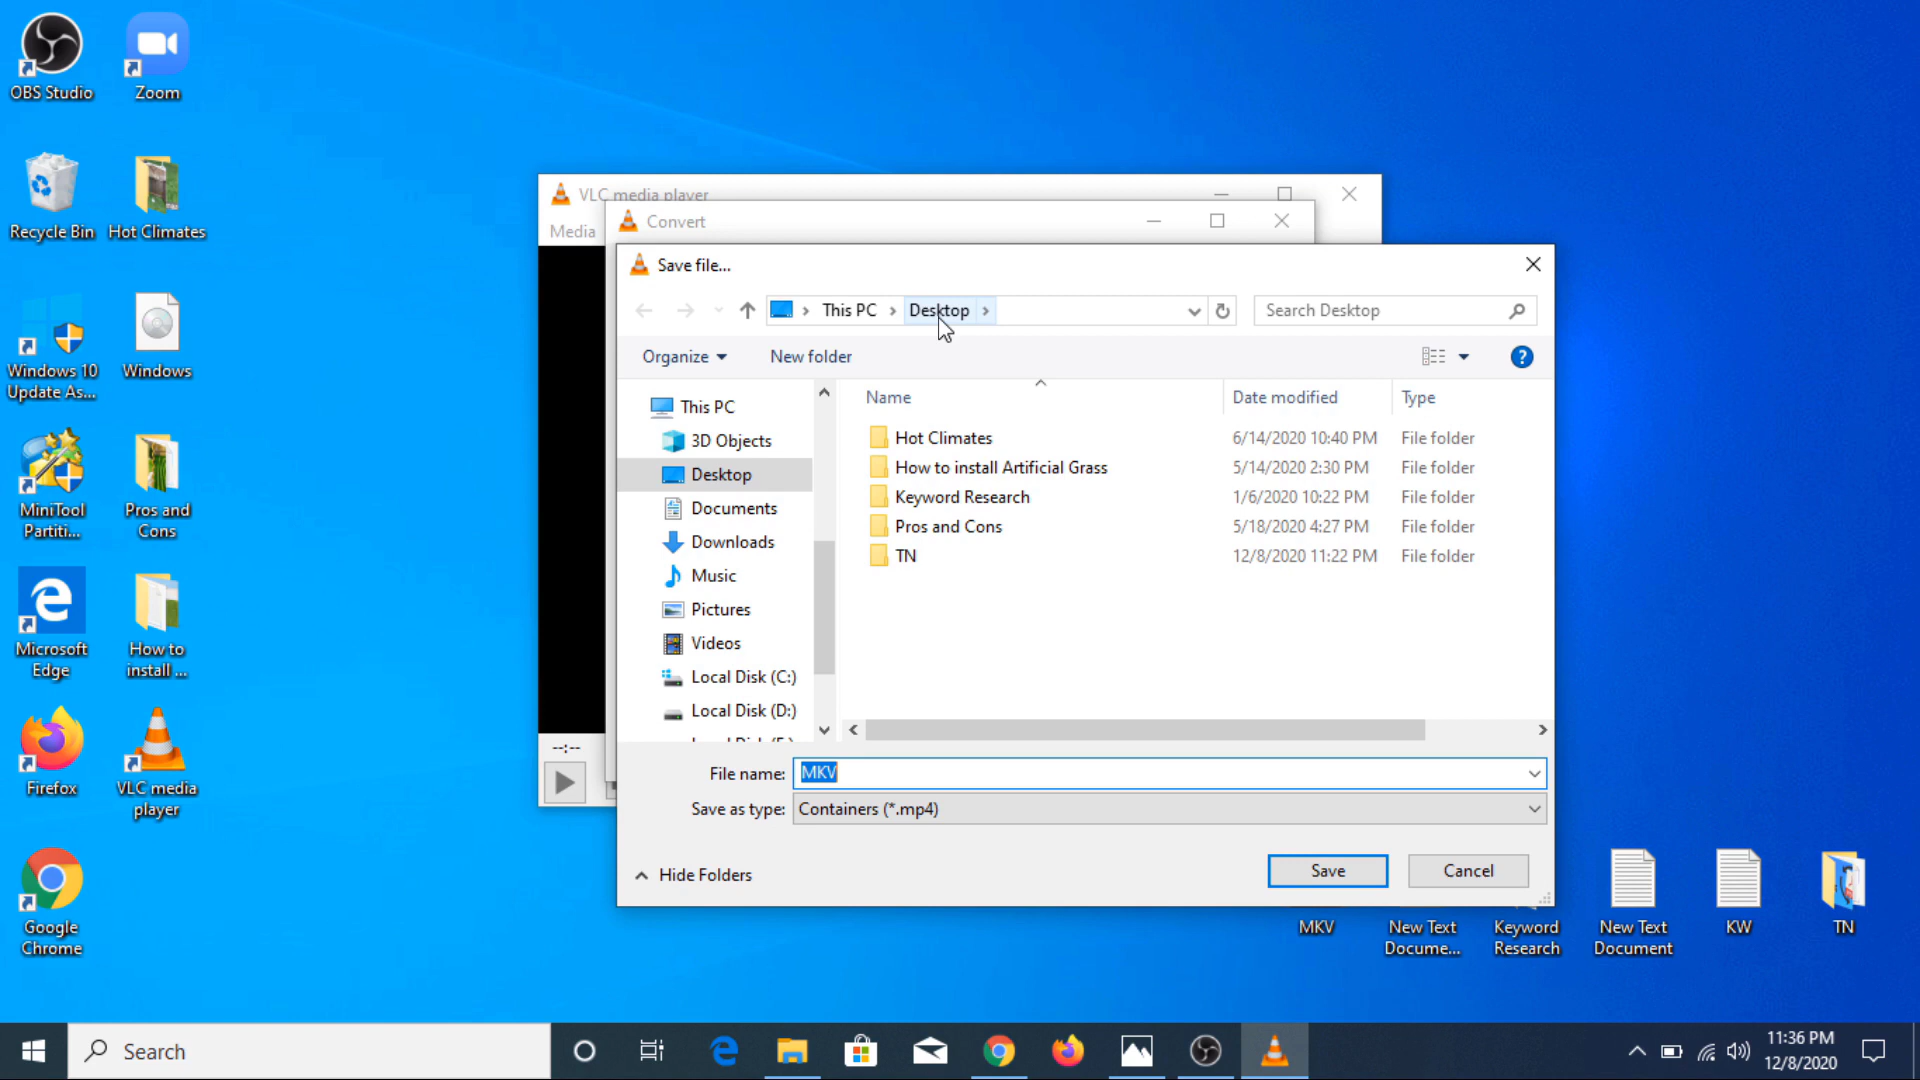 OBS Studio
Zoom
Recycle Bin
Hot Climates
Windows 10
Update As...
Windows
MiniTool
Partiti...
Pros and
Cons
Microsoft
Edge
How to
install ...
Firefox
VLC media
player
Google
Chrome
VLC media player
Media
Convert
Save file...
This PC
Desktop
Search Desktop
Organize
New folder
This PC
3D Objects
Desktop
Documents
Downloads
Music
Pictures
Videos
Local Disk (C:)
Local Disk (D:)
Name
Date modified
Type
Hot Climates
6/14/2020 10:40 PM
File folder
How to install Artificial Grass
5/14/2020 2:30 PM
File folder
Keyword Research
1/6/2020 10:22 PM
File folder
Pros and Cons
5/18/2020 4:27 PM
File folder
TN
12/8/2020 11:22 PM
File folder
--:--
File name:
MKV
Save as type:
Containers (*.mp4)
Hide Folders
Save
Cancel
MKV
New Text
Docume...
Keyword
Research
New Text
Document
KW
TN
Search
11:36 PM
12/8/2020